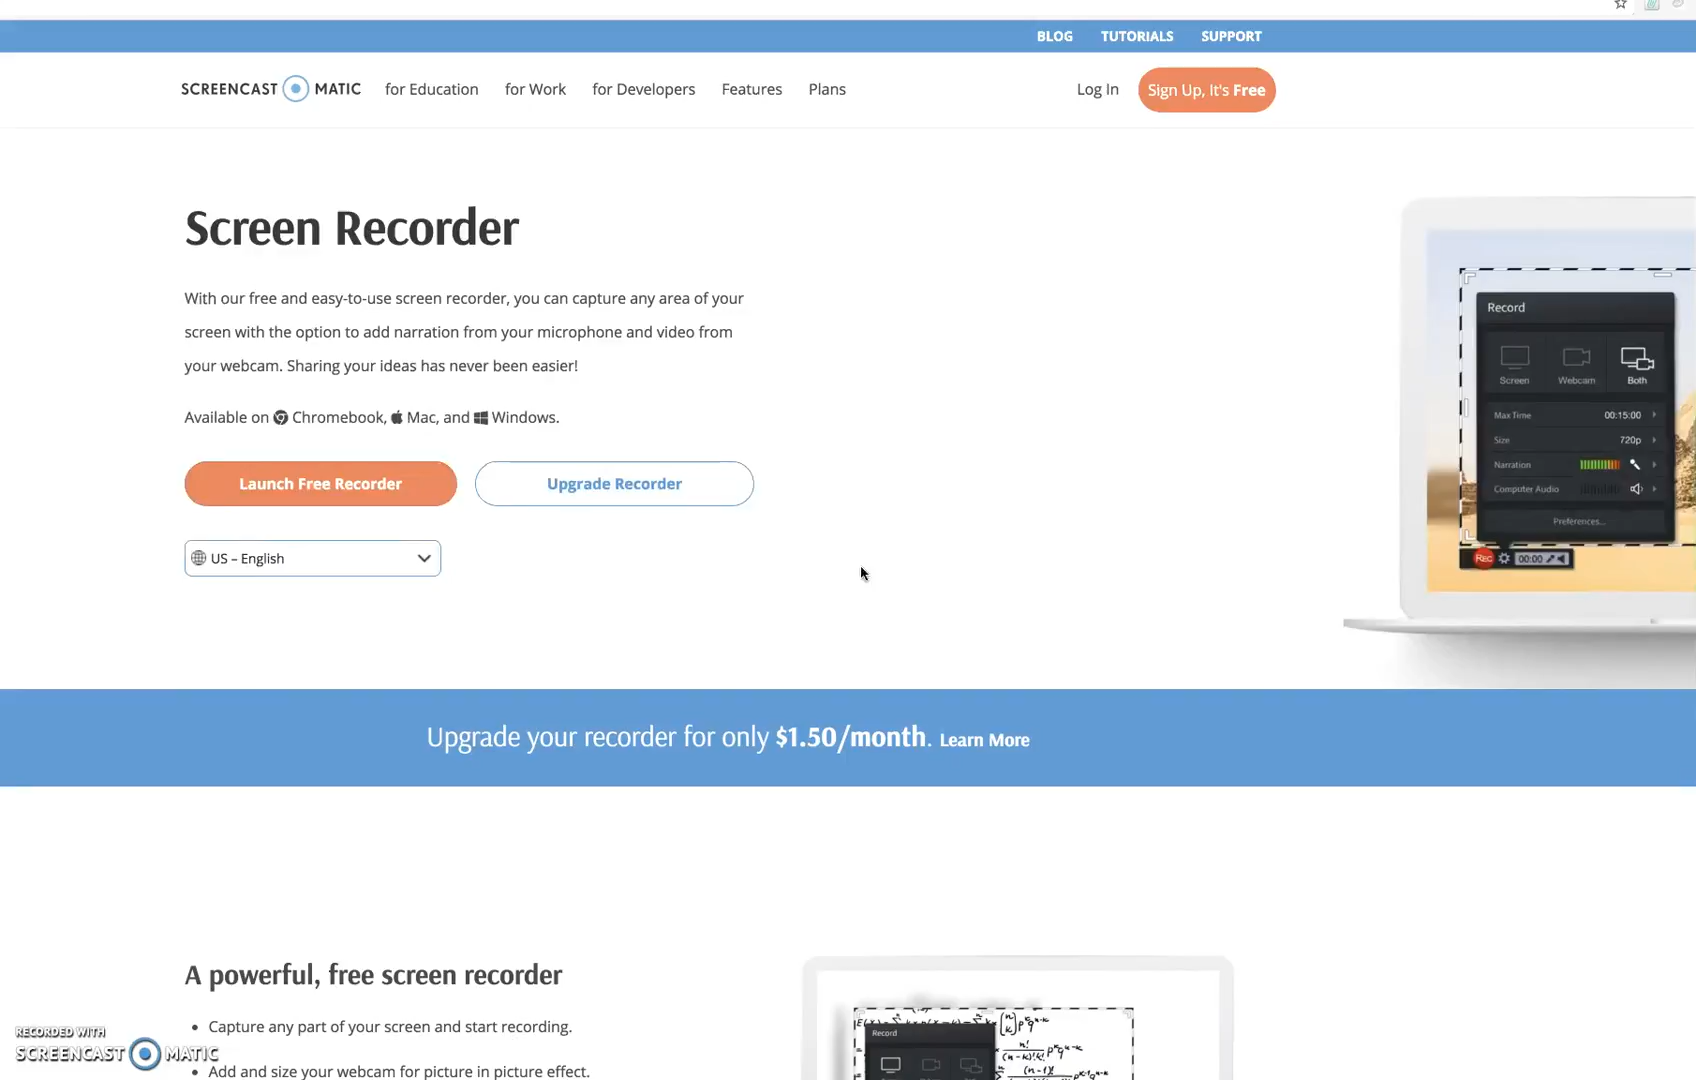 BLOG TUTORIALS SUPPORT
SCREENCAST MATIC for Education for Work for Developers Features Plans Log In Sign Up, It's Free
Screen Recorder
With our free and easy-to-use screen recorder, you can capture any area of your
screen with the option to add narration from your microphone and video from
your webcam. Sharing your ideas has never been easier!
Available on Chromebook, Mac, and Windows.
Launch Free Recorder Upgrade Recorder
US – English
Record
Screen Webcam Both
Max Time 00:15:00
Size 720p
Narration
Computer Audio
Preferences...
REC 00:00
Upgrade your recorder for only $1.50/month. Learn More
A powerful, free screen recorder
• Capture any part of your screen and start recording.
• Add and size your webcam for picture in picture effect.
Record
RECORDED WITH
SCREENCAST MATIC